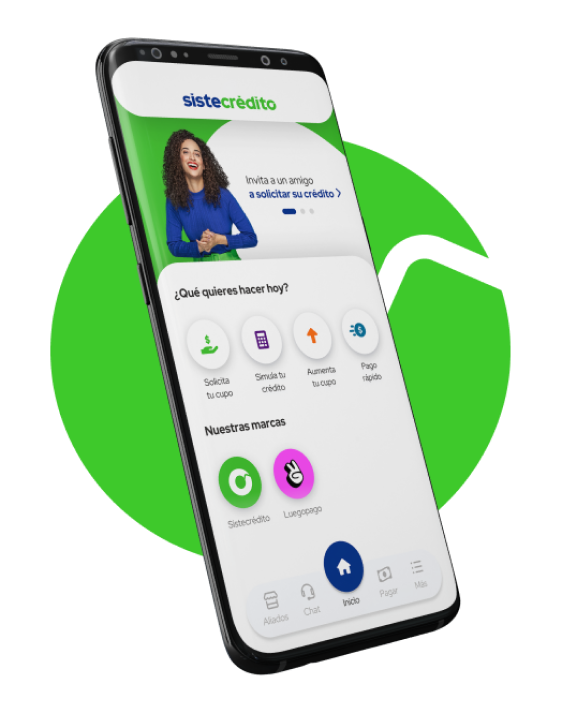 sistecrédito
Invita a un amigo
a solicitar su crédito
¿Qué quieres hacer hoy?
Solicita
tu cupo
Simula tu
crédito
Aumenta
tu cupo
Pago
rápido
Nuestras marcas
Sistecrédito
Luegopago
Aliados
Chat
Inicio
Pagar
Más